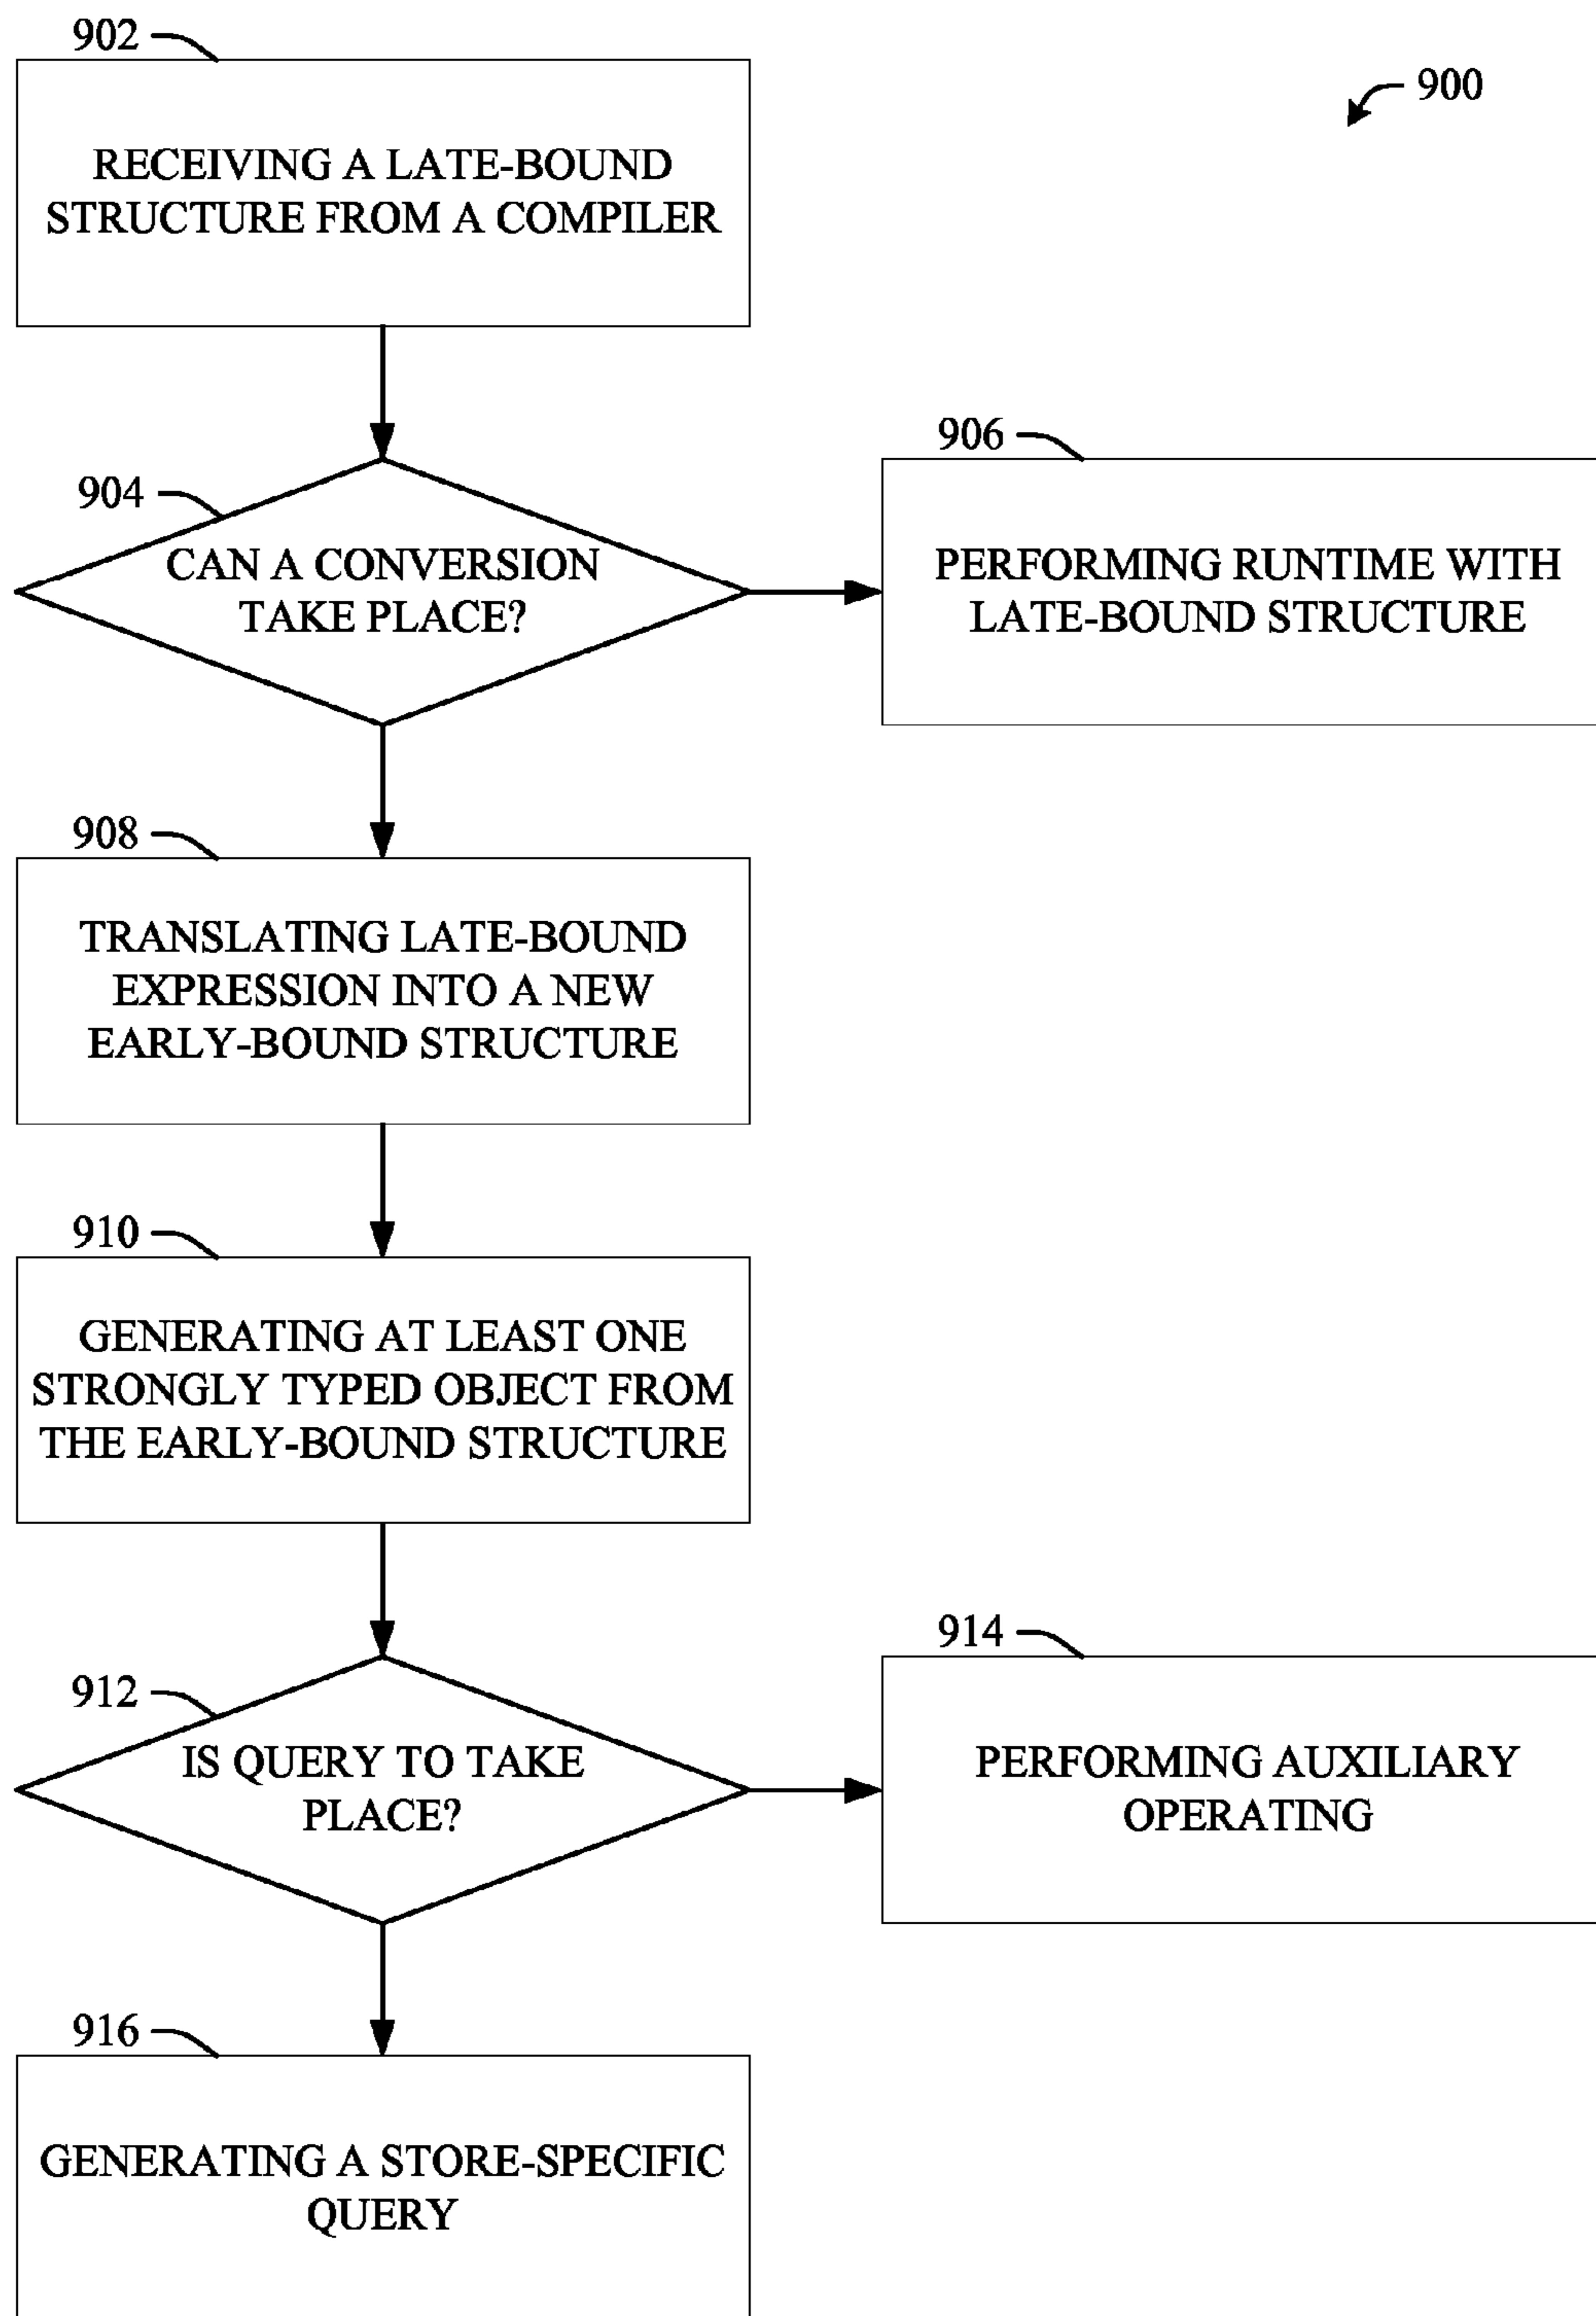 902
900
RECEIVING A LATE-BOUND
STRUCTURE FROM A COMPILER
904
CAN A CONVERSION
TAKE PLACE?
906
PERFORMING RUNTIME WITH
LATE-BOUND STRUCTURE
908
TRANSLATING LATE-BOUND
EXPRESSION INTO A NEW
EARLY-BOUND STRUCTURE
910
GENERATING AT LEAST ONE
STRONGLY TYPED OBJECT FROM
THE EARLY-BOUND STRUCTURE
912
IS QUERY TO TAKE
PLACE?
914
PERFORMING AUXILIARY
OPERATING
916
GENERATING A STORE-SPECIFIC
QUERY